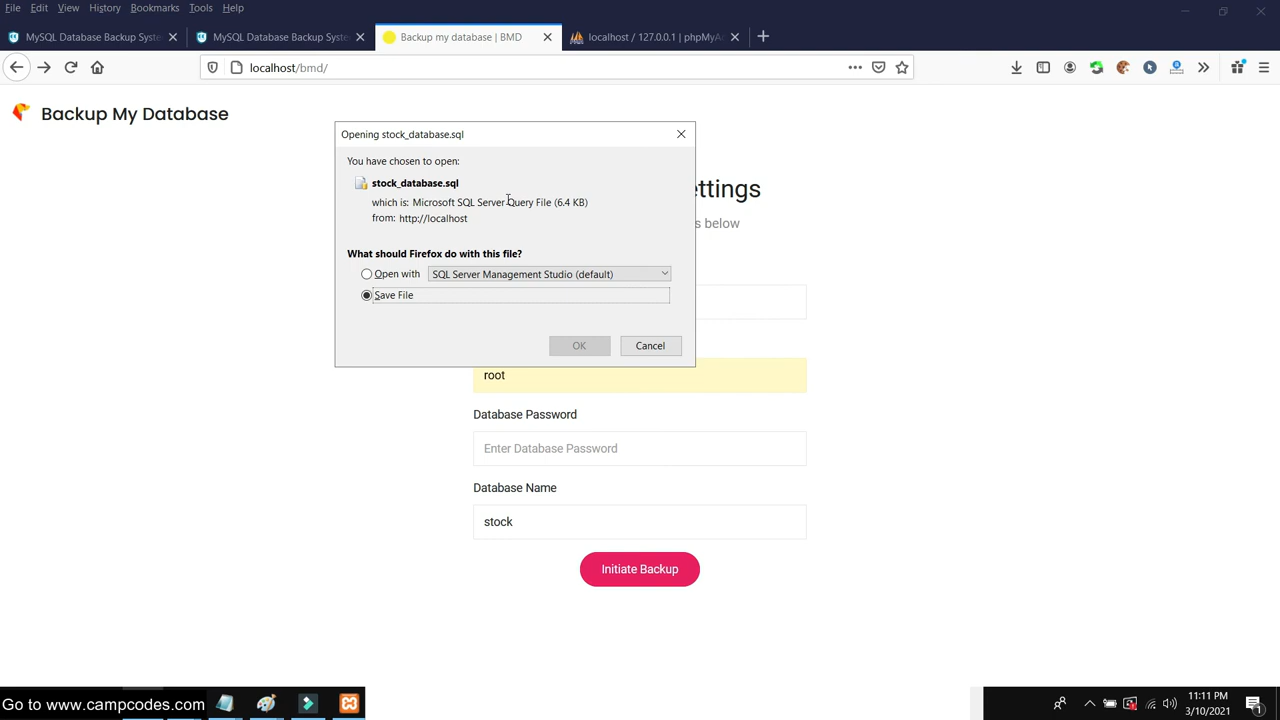 File Edit View History Bookmarks Tools Help
MySQL Database Backup Syste
MySQL Database Backup Syste
Backup my database | BMD
localhost / 127.0.0.1 | phpMyAd
localhost/bmd/
Backup My Database
Opening stock_database.sql
You have chosen to open:
stock_database.sql
which is: Microsoft SQL Server Query File (6.4 KB)
from: http://localhost
What should Firefox do with this file?
Open with SQL Server Management Studio (default)
Save File
OK Cancel
ettings
s below
root
Database Password
Enter Database Password
Database Name
stock
Initiate Backup
Go to www.campcodes.com
11:11 PM
3/10/2021
1